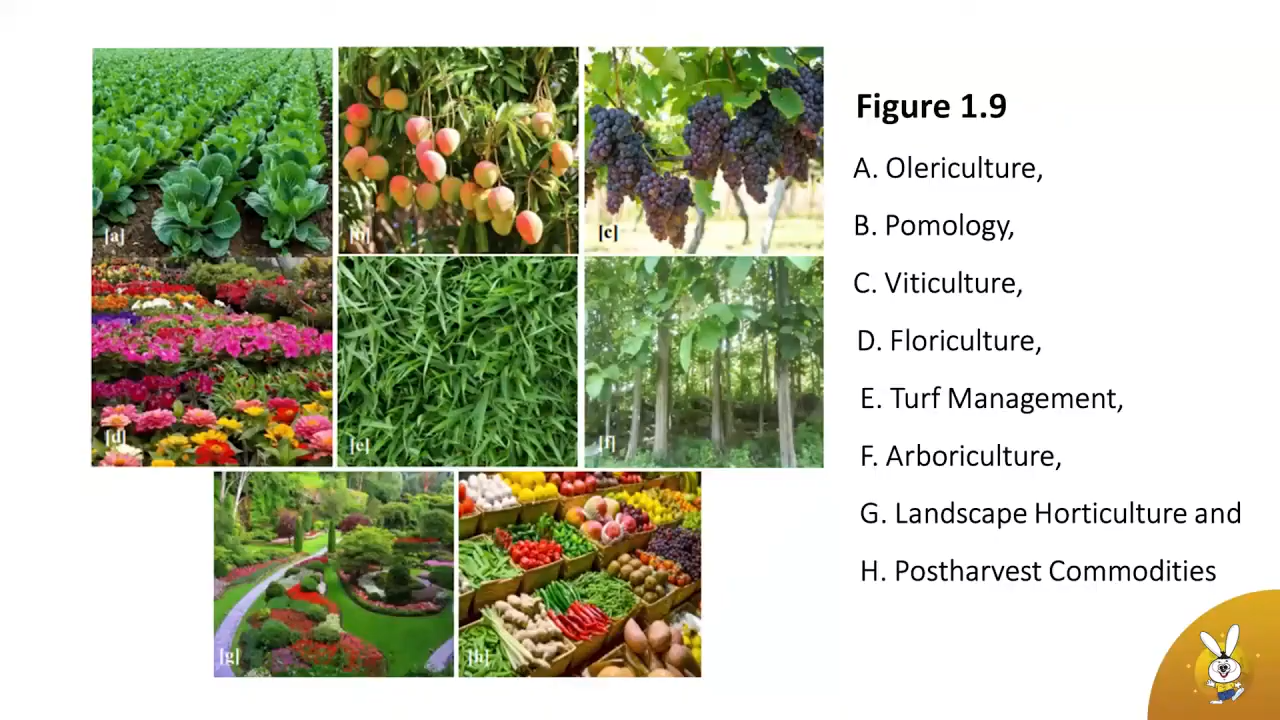 Figure 1.9
A. Olericulture,
B. Pomology,
C. Viticulture,
D. Floriculture,
E. Turf Management,
F. Arboriculture,
G. Landscape Horticulture and
H. Postharvest Commodities
[a]
[b]
[c]
[d]
[e]
[f]
[g]
[h]